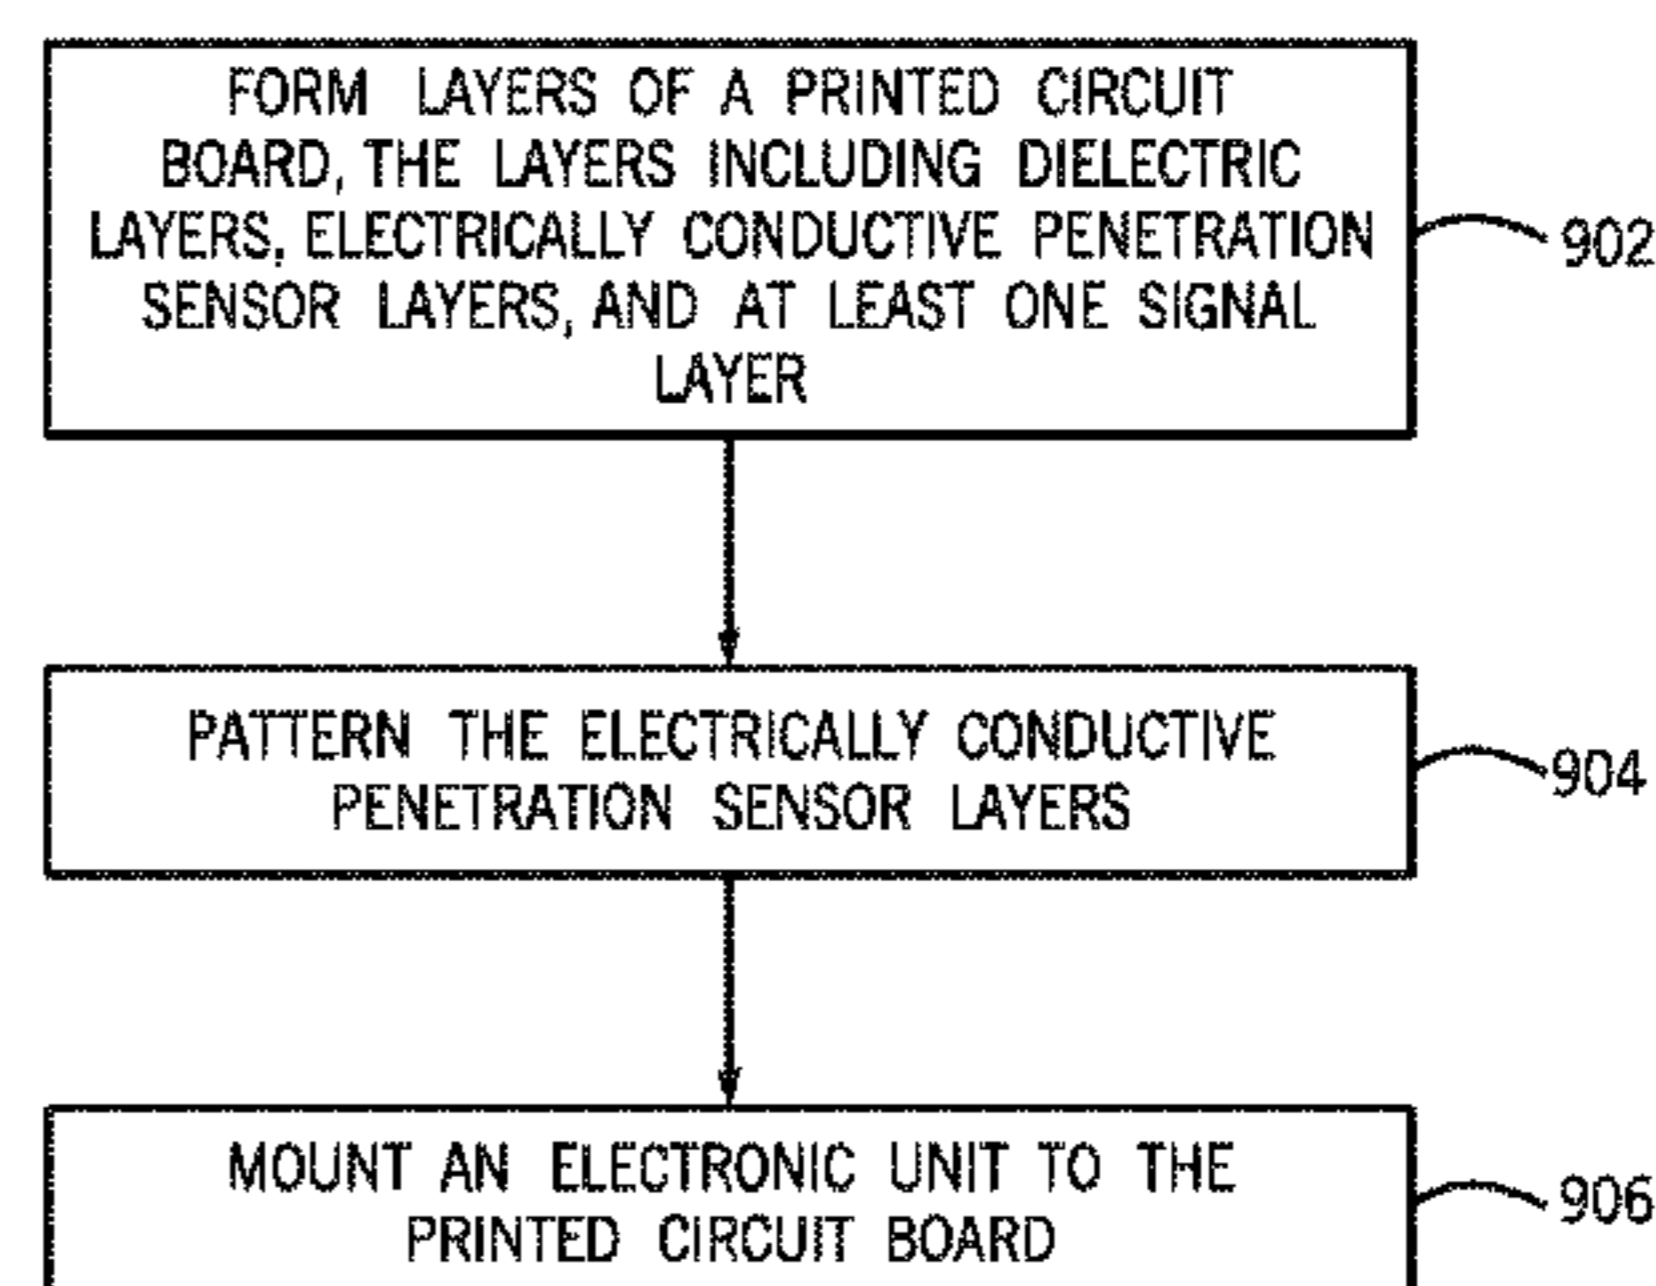 FORM LAYERS OF A PRINTED CIRCUIT
BOARD, THE LAYERS INCLUDING DIELECTRIC
LAYERS, ELECTRICALLY CONDUCTIVE PENETRATION
SENSOR LAYERS, AND AT LEAST ONE SIGNAL
LAYER
902
PATTERN THE ELECTRICALLY CONDUCTIVE
PENETRATION SENSOR LAYERS
904
MOUNT AN ELECTRONIC UNIT TO THE
PRINTED CIRCUIT BOARD
906